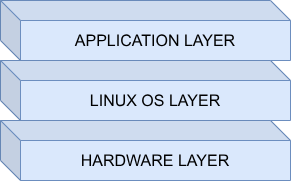 APPLICATION LAYER
LINUX OS LAYER
HARDWARE LAYER